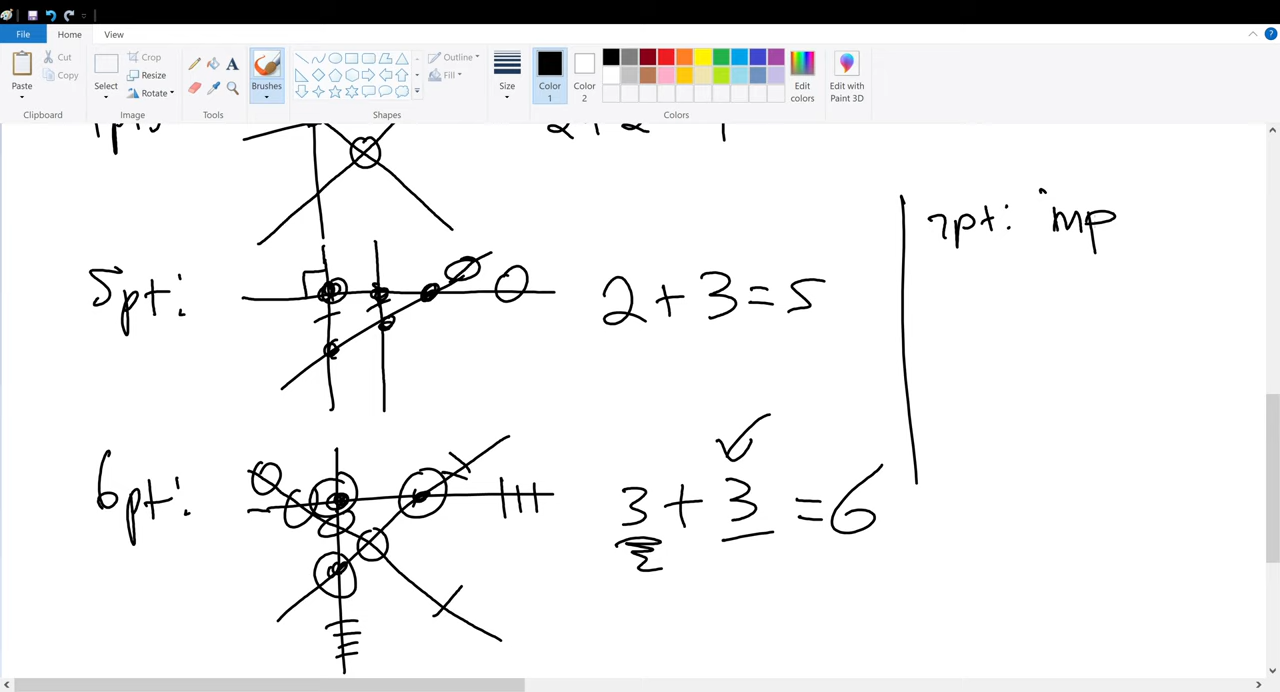 File Home View
Paste
Cut
Copy
Clipboard
Select
Crop
Resize
Rotate
Image
A
Tools
Brushes
Outline
Fill
Shapes
Size
Color 1
Color 2
Edit colors
Edit with Paint 3D
Colors
7pt: imp
5pt:
2 + 3 = 5
6pt:
3 + 3 = 6